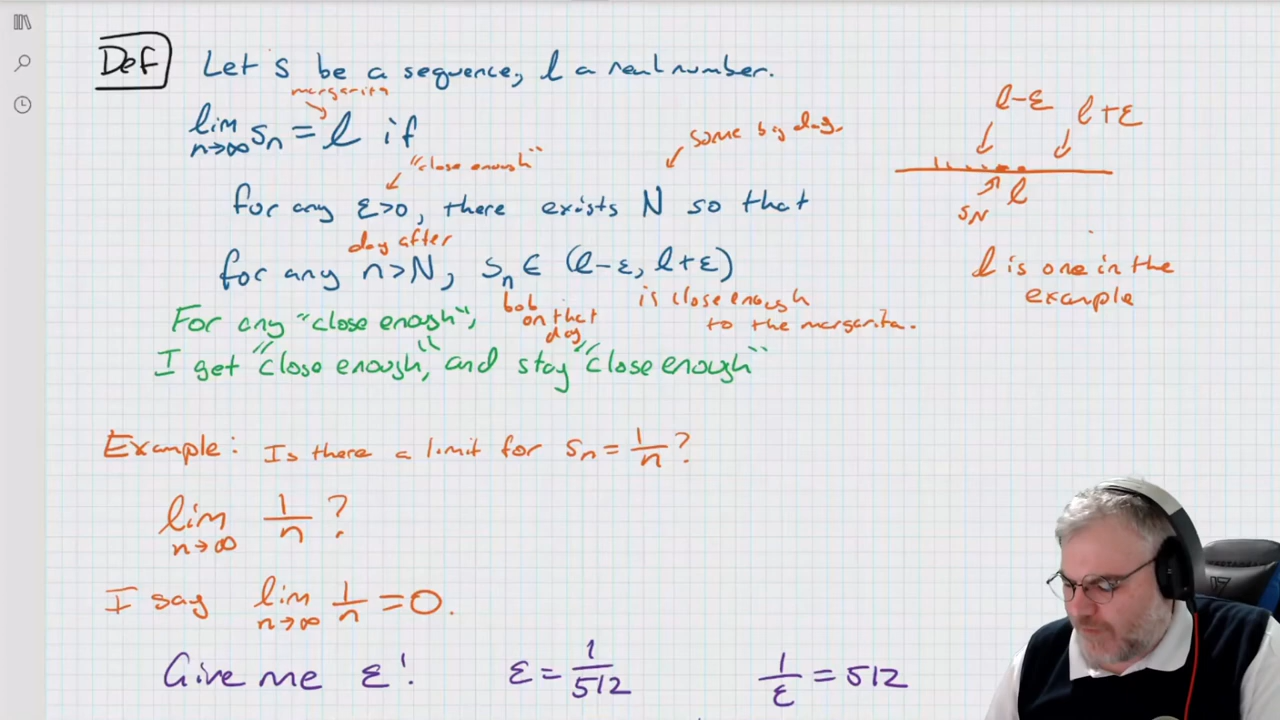 Def Let s be a sequence, l a real number.
margarita
lim n→∞ sn = l if
"close enough"
some big day.
for any ε>0, there exists N so that
day after
for any n>N, sn ∈ (l-ε, l+ε)
bob on that day
is close enough to the margarita.
For any "close enough",
I get "close enough", and stay "close enough"
l-ε l+ε
sN l
l is one in the
example
Example: Is there a limit for sn = 1/n?
lim n→∞ 1/n ?
I say lim n→∞ 1/n = 0.
Give me ε! ε = 1/512 1/ε = 512